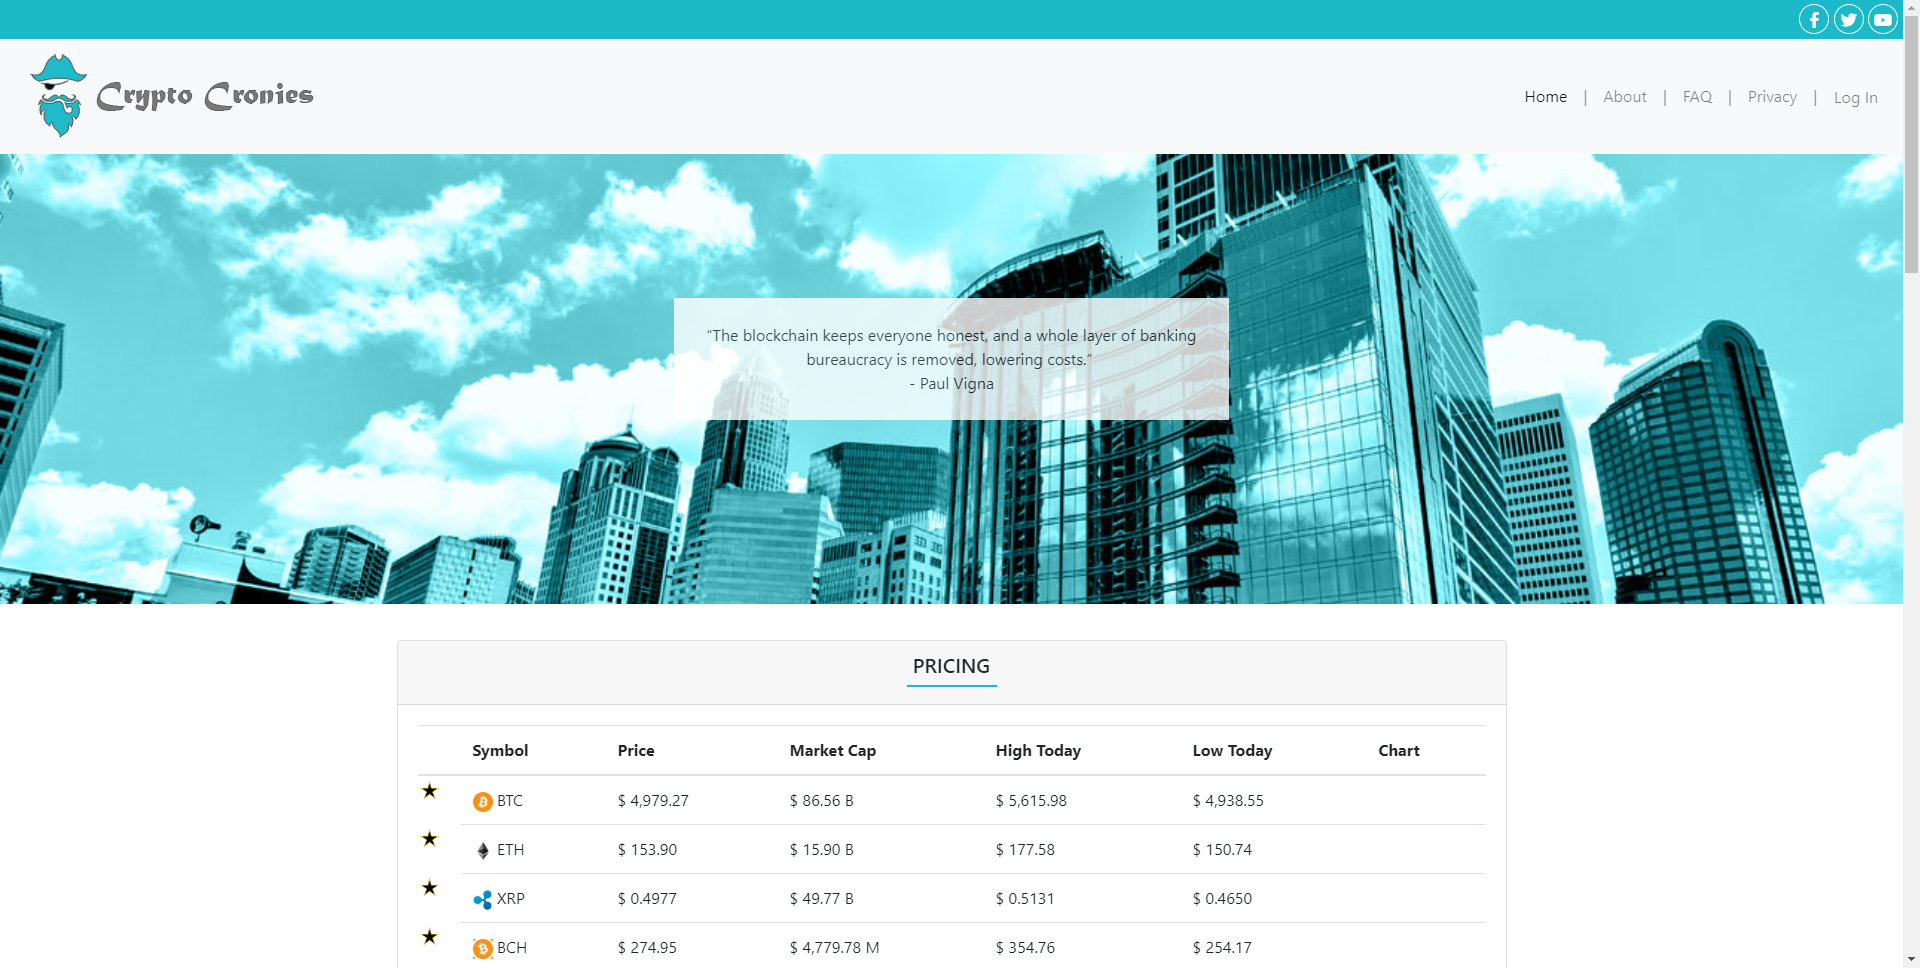 Crypto Cronies
Home | About | FAQ | Privacy | Log In
“The blockchain keeps everyone honest, and a whole layer of banking
bureaucracy is removed, lowering costs.”
- Paul Vigna
PRICING
Symbol Price Market Cap High Today Low Today Chart
BTC $ 4,979.27 $ 86.56 B $ 5,615.98 $ 4,938.55
ETH $ 153.90 $ 15.90 B $ 177.58 $ 150.74
XRP $ 0.4977 $ 49.77 B $ 0.5131 $ 0.4650
BCH $ 274.95 $ 4,779.78 M $ 354.76 $ 254.17